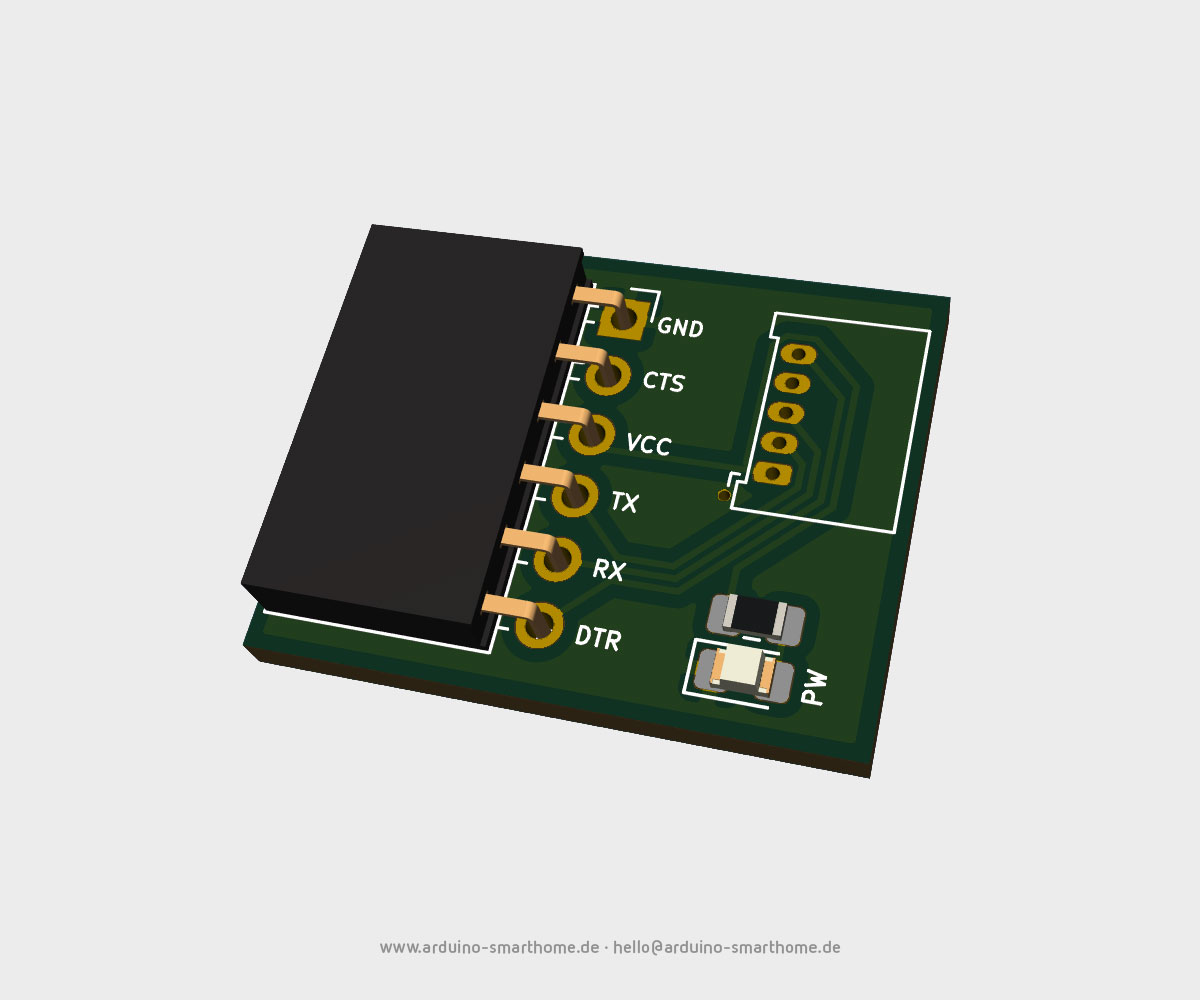 GND
CTS
VCC
TX
RX
DTR
PW
www.arduino-smarthome.de · hello@arduino-smarthome.de